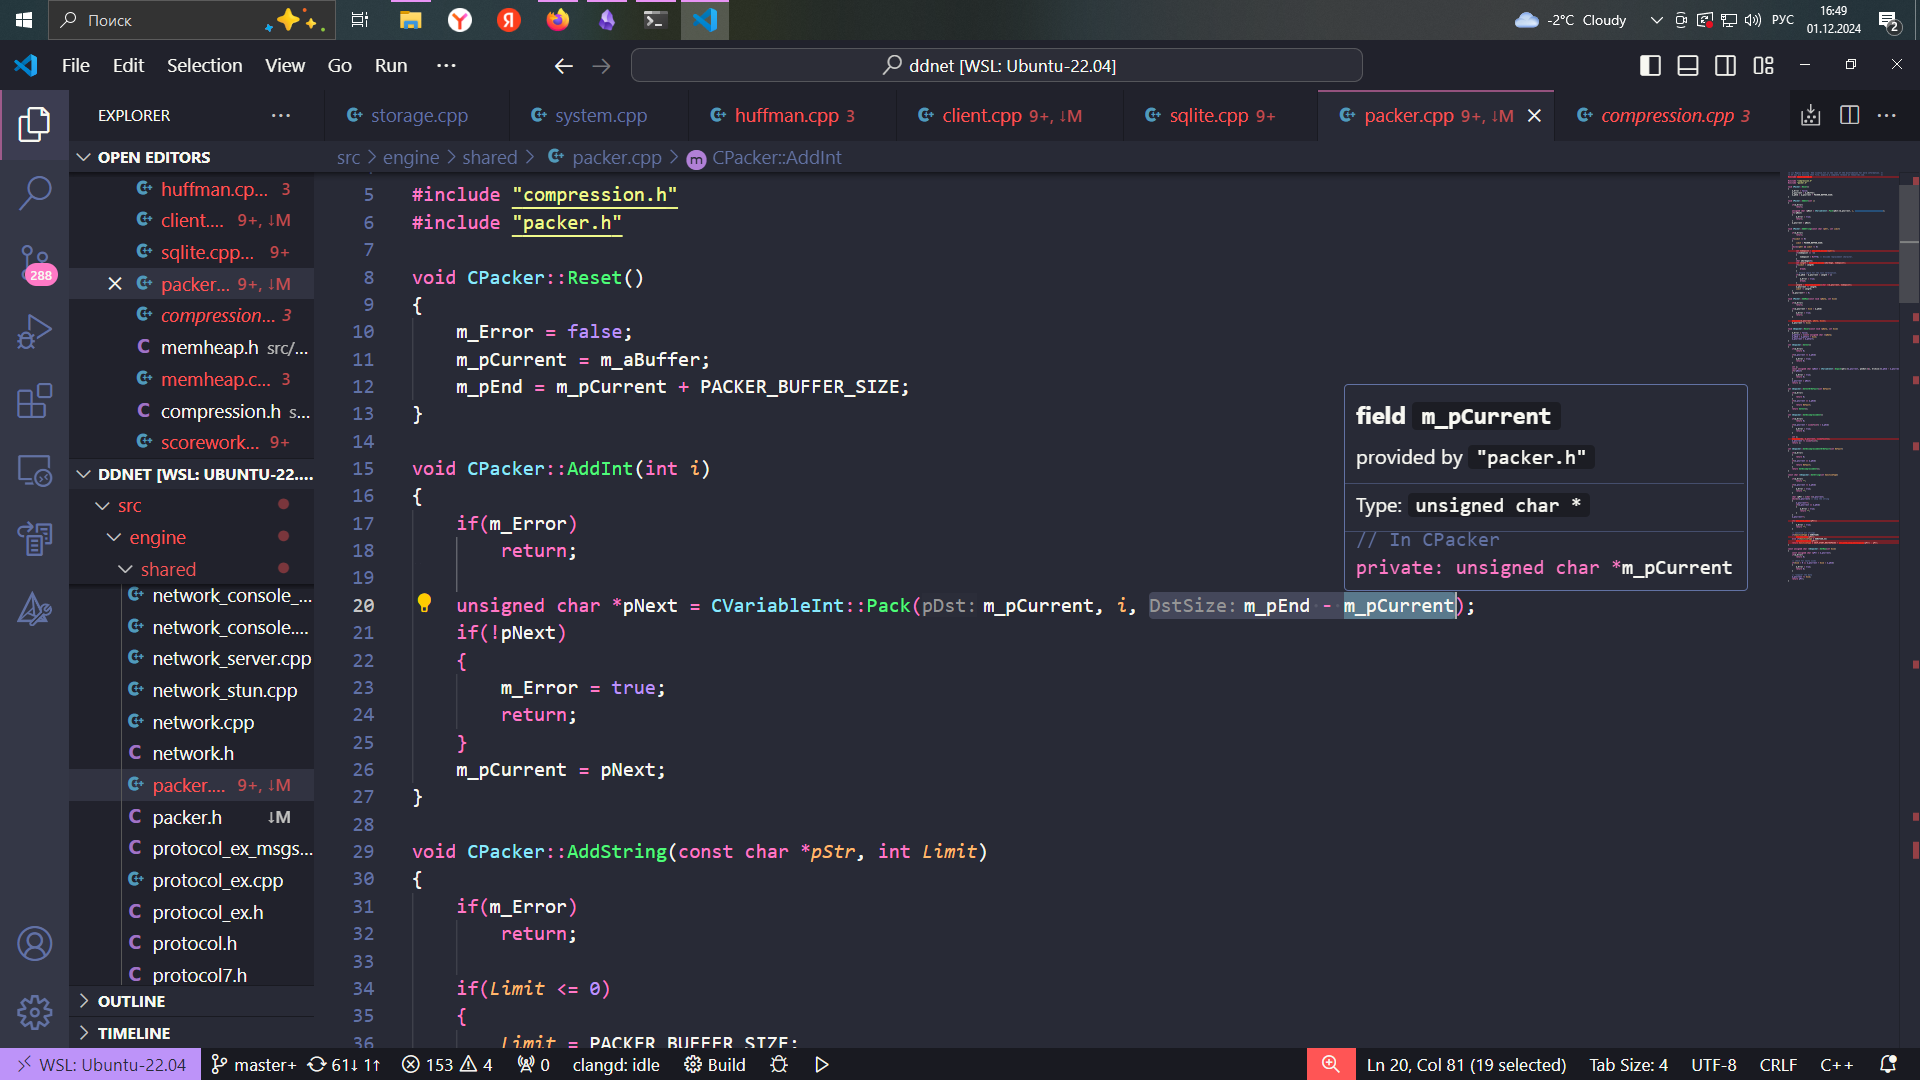 Поиск
-2°C Cloudy
РУС
16:49
01.12.2024
2
File Edit Selection View Go Run ···
ddnet [WSL: Ubuntu-22.04]
EXPLORER ···
storage.cpp
system.cpp
huffman.cpp 3
client.cpp 9+, ↓M
sqlite.cpp 9+
packer.cpp 9+, ↓M
compression.cpp 3
OPEN EDITORS
huffman.cp... 3
client.... 9+, ↓M
sqlite.cpp... 9+
packer... 9+, ↓M
compression... 3
memheap.h src/...
memheap.c... 3
compression.h s...
scorework... 9+
288
DDNET [WSL: UBUNTU-22....
src
engine
shared
network_console_...
network_console....
network_server.cpp
network_stun.cpp
network.cpp
network.h
packer.... 9+, ↓M
packer.h ↓M
protocol_ex_msgs...
protocol_ex.cpp
protocol_ex.h
protocol.h
protocol7.h
OUTLINE
TIMELINE
src > engine > shared > packer.cpp > CPacker::AddInt
5 #include "compression.h"
6 #include "packer.h"
7
8 void CPacker::Reset()
9 {
10 m_Error = false;
11 m_pCurrent = m_aBuffer;
12 m_pEnd = m_pCurrent + PACKER_BUFFER_SIZE;
13 }
14
15 void CPacker::AddInt(int i)
16 {
17 if(m_Error)
18 return;
19
20 unsigned char *pNext = CVariableInt::Pack(pDst: m_pCurrent, i, DstSize: m_pEnd - m_pCurrent);
21 if(!pNext)
22 {
23 m_Error = true;
24 return;
25 }
26 m_pCurrent = pNext;
27 }
28
29 void CPacker::AddString(const char *pStr, int Limit)
30 {
31 if(m_Error)
32 return;
33
34 if(Limit <= 0)
35 {
36 Limit = PACKER_BUFFER_SIZE;
field m_pCurrent
provided by "packer.h"
Type: unsigned char *
// In CPacker
private: unsigned char *m_pCurrent
WSL: Ubuntu-22.04 master+ 61↓ 1↑ 153 4 0 clangd: idle Build Ln 20, Col 81 (19 selected) Tab Size: 4 UTF-8 CRLF C++